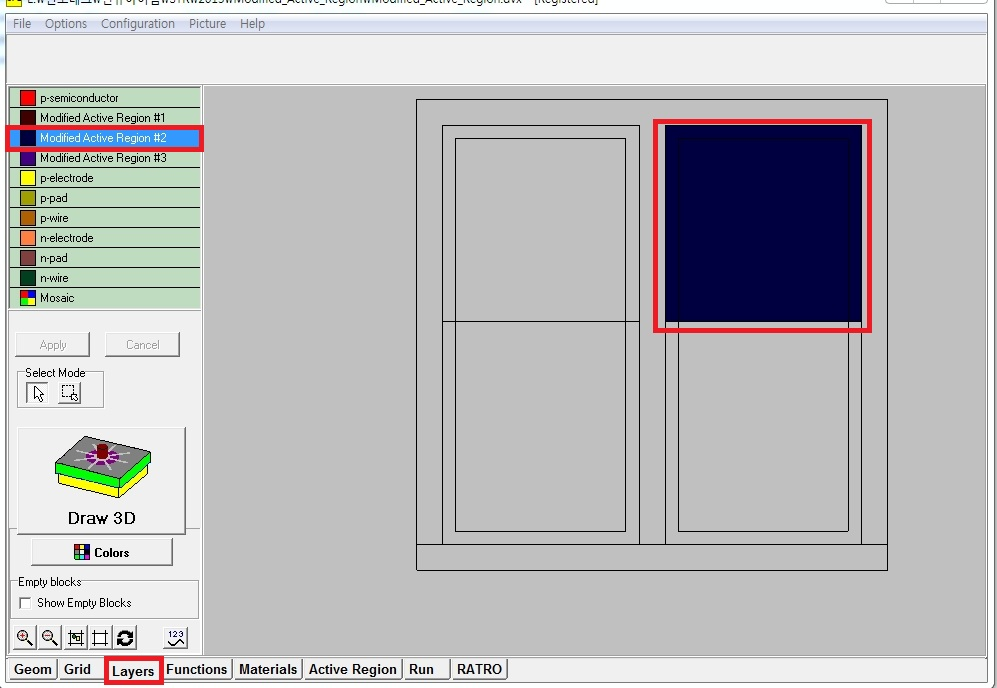 [Registered]
File Options Configuration Picture Help
p-semiconductor
Modified Active Region #1
Modified Active Region #2
Modified Active Region #3
p-electrode
p-pad
p-wire
n-electrode
n-pad
n-wire
Mosaic
Apply Cancel
Select Mode
Draw 3D
Colors
Empty blocks
Show Empty Blocks
123
Geom Grid Layers Functions Materials Active Region Run RATRO